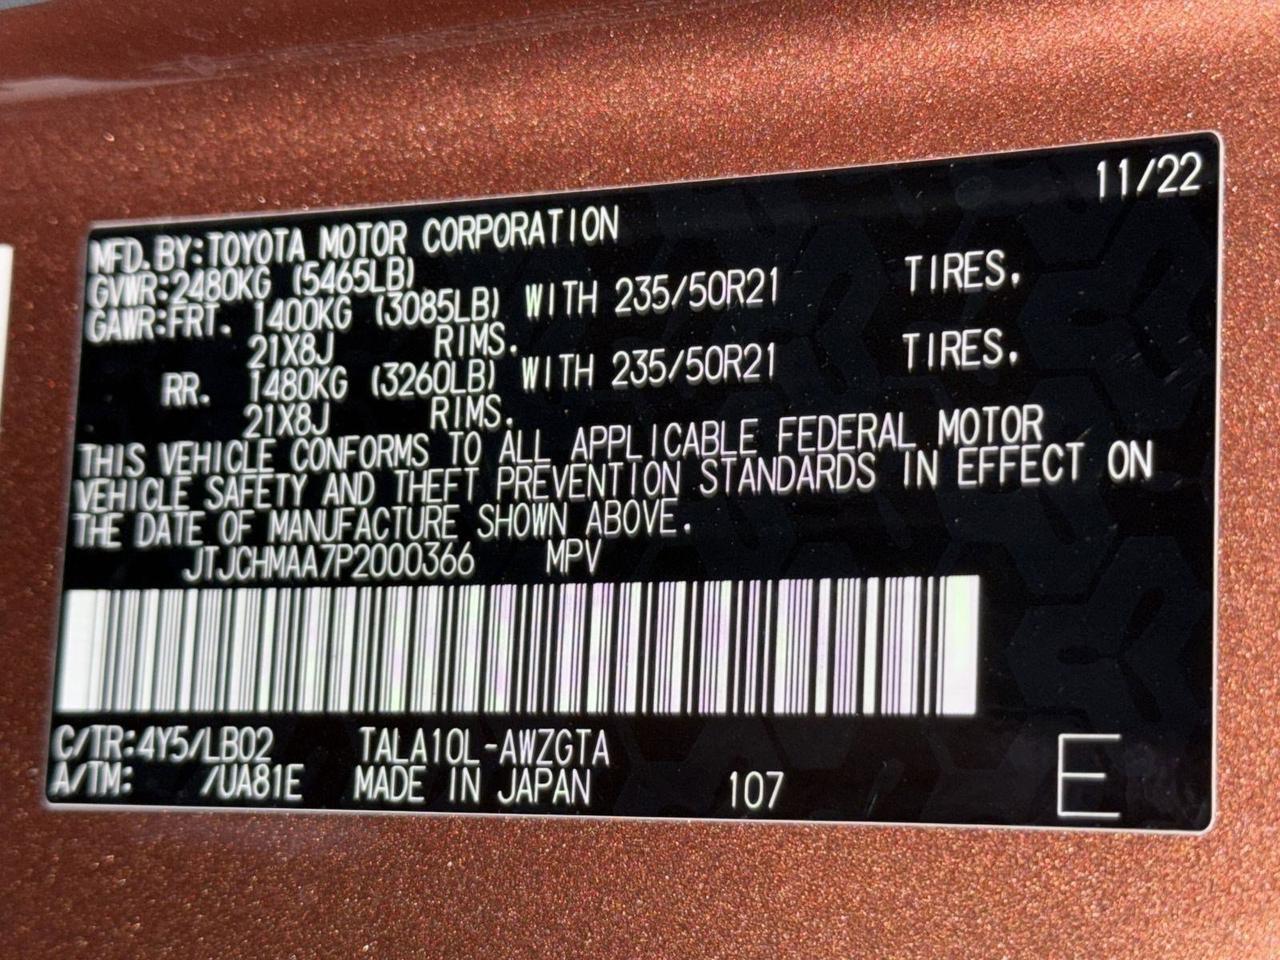 11/22
MFD.BY:TOYOTA MOTOR CORPORATION
GVWR:2480KG (5465LB)
GAWR:FRT. 1400KG (3085LB) WITH 235/50R21 TIRES.
21X8J RIMS.
RR. 1480KG (3260LB) WITH 235/50R21 TIRES.
21X8J RIMS.
THIS VEHICLE CONFORMS TO ALL APPLICABLE FEDERAL MOTOR
VEHICLE SAFETY AND THEFT PREVENTION STANDARDS IN EFFECT ON
THE DATE OF MANUFACTURE SHOWN ABOVE.
JTJCHMAA7P2000366 MPV
C/TR:4Y5/LB02 TALA10L-AWZGTA
A/TM: /UA81E MADE IN JAPAN 107 E